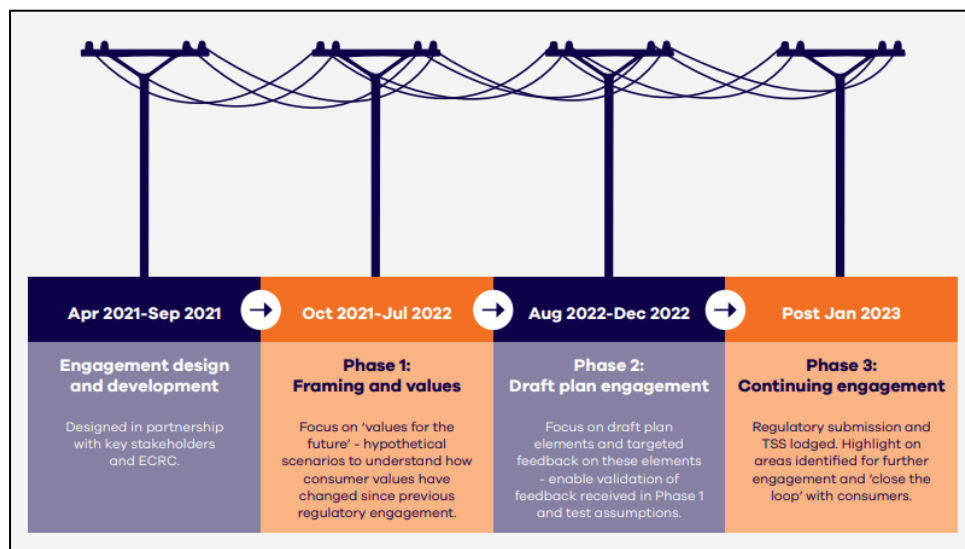 Apr 2021-Sep 2021
Engagement design
and development
Designed in partnership
with key stakeholders
and ECRC.
Oct 2021-Jul 2022
Phase 1:
Framing and values
Focus on ‘values for the
future’ - hypothetical
scenarios to understand how
consumer values have
changed since previous
regulatory engagement.
Aug 2022-Dec 2022
Phase 2:
Draft plan engagement
Focus on draft plan
elements and targeted
feedback on these elements
- enable validation of
feedback received in Phase 1
and test assumptions.
Post Jan 2023
Phase 3:
Continuing engagement
Regulatory submission and
TSS lodged. Highlight on
areas identified for further
engagement and ‘close the
loop’ with consumers.